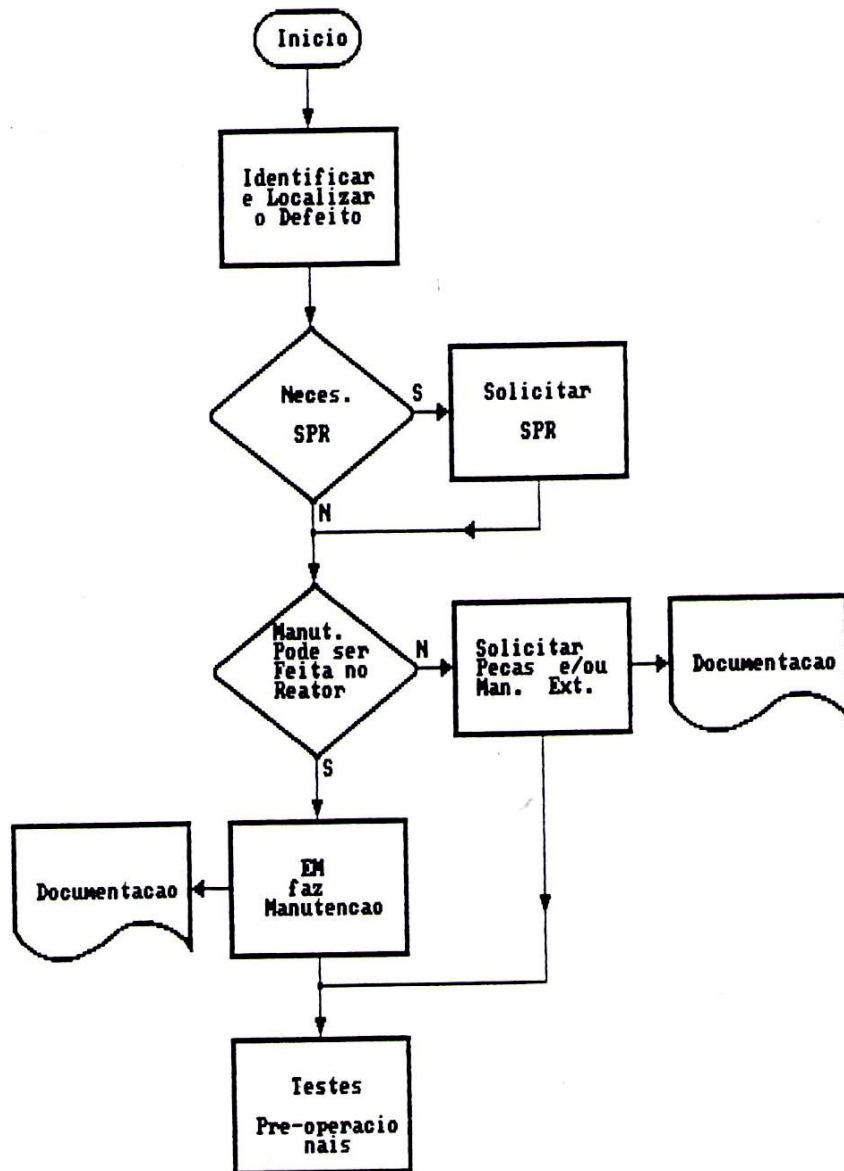 Inicio
Identificar
e Localizar
o Defeito
Neces.
SPR
S
Solicitar
SPR
N
Manut.
Pode ser
Feita no
Reator
N
Solicitar
Pecas e/ou
Man. Ext.
Documentacao
S
Documentacao
EM
faz
Manutencao
Testes
Pre-operacio
nais